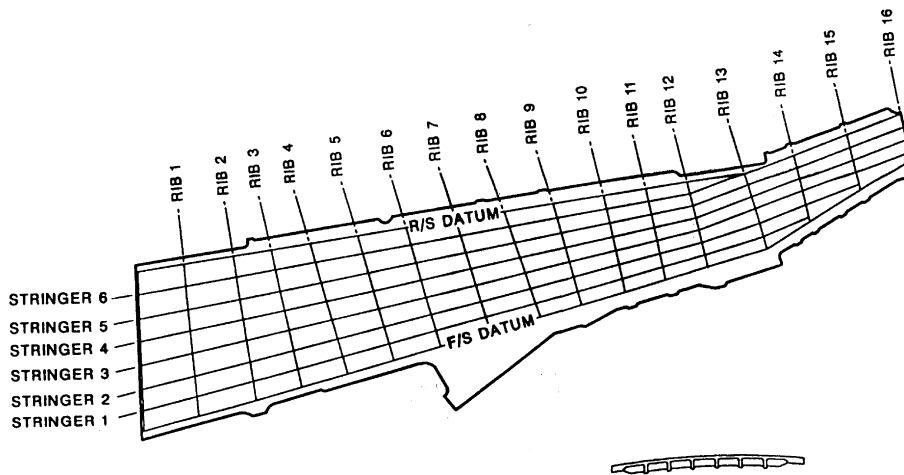 RIB 1
RIB 2
RIB 3
RIB 4
RIB 5
RIB 6
RIB 7
RIB 8
RIB 9
RIB 10
RIB 11
RIB 12
RIB 13
RIB 14
RIB 15
RIB 16
R/S DATUM
F/S DATUM
STRINGER 6
STRINGER 5
STRINGER 4
STRINGER 3
STRINGER 2
STRINGER 1